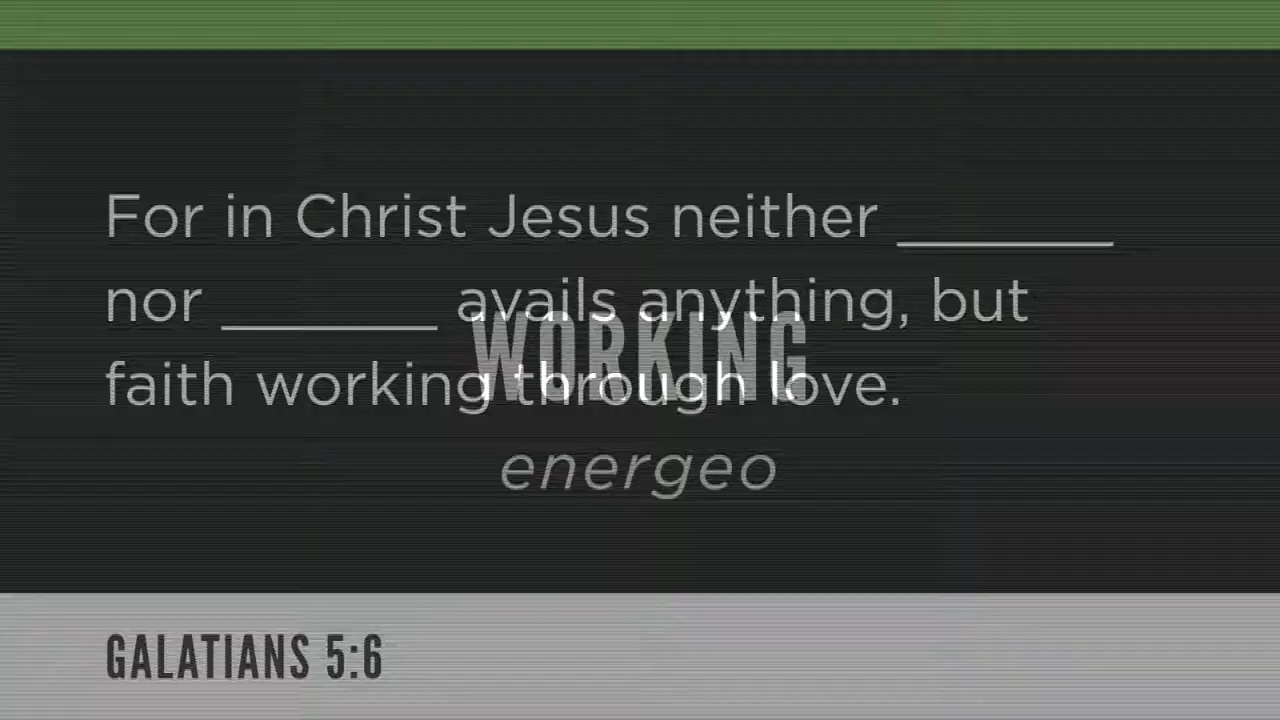 For in Christ Jesus neither ________
nor ________ avails anything, but
WORKING
faith working through love.
energeo
GALATIANS 5:6